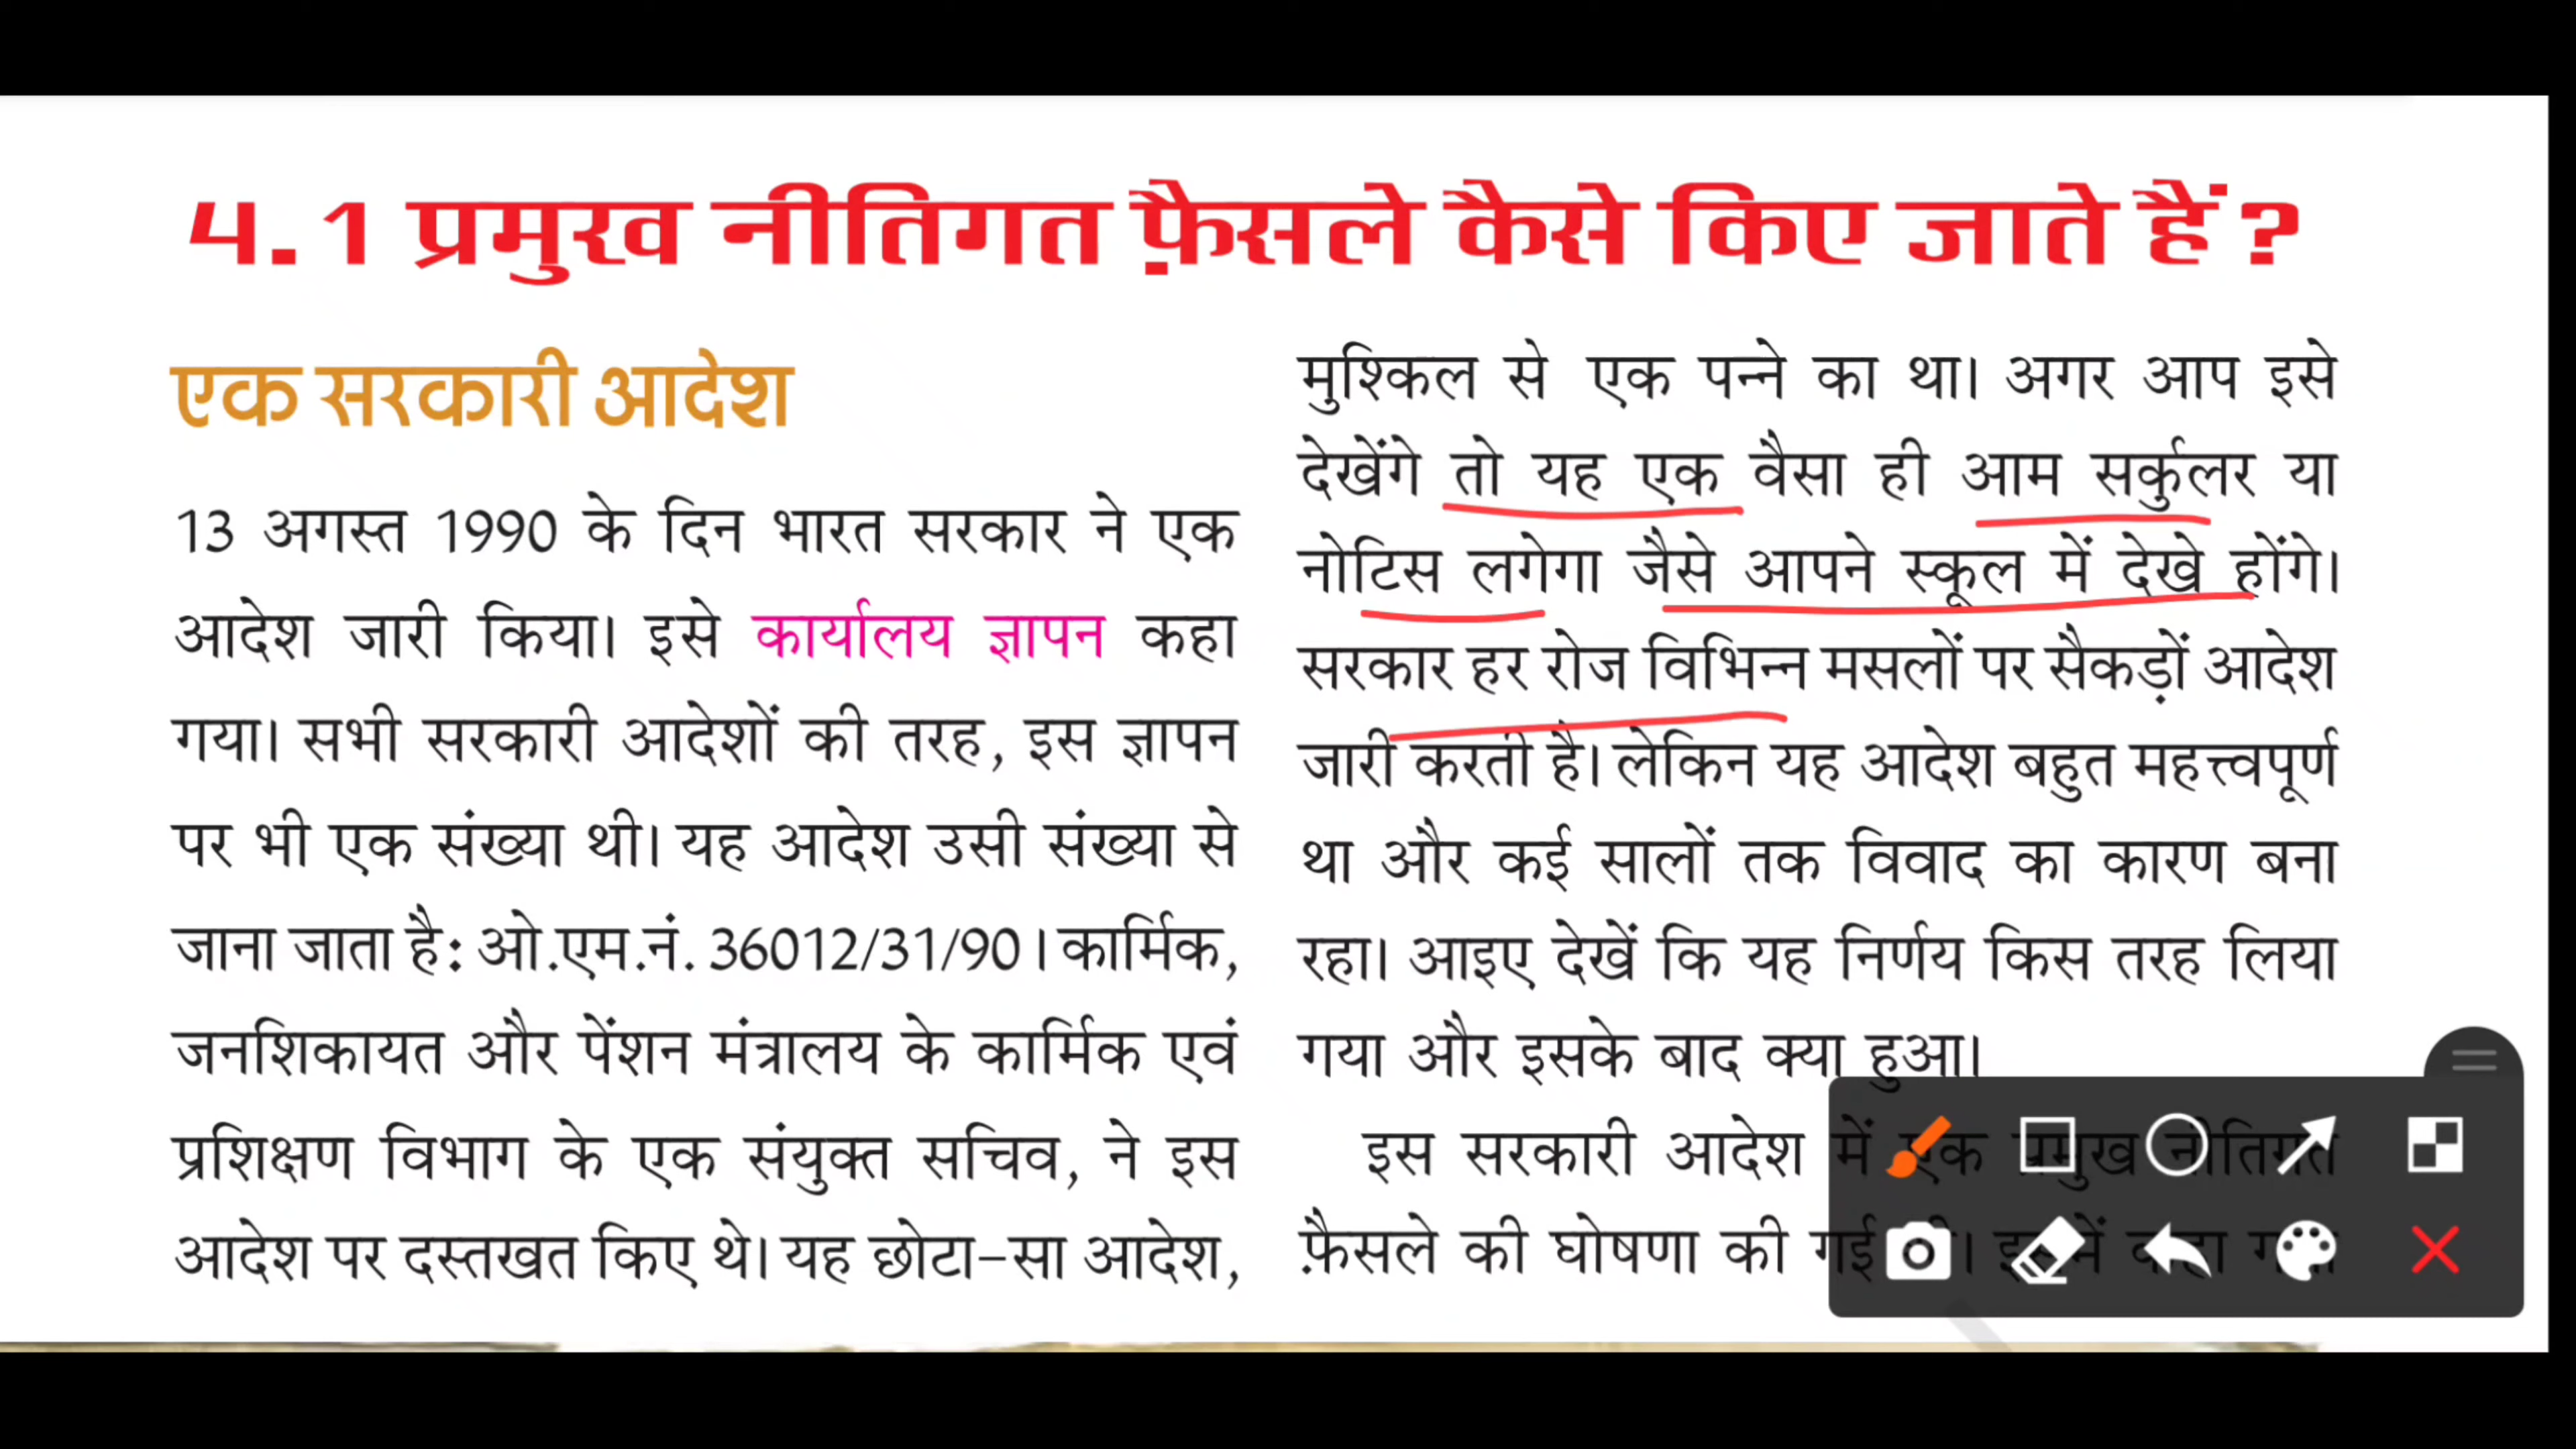 4.1 प्रमुख नीतिगत फ़ैसले कैसे किए जाते हैं?
एक सरकारी आदेश
13 अगस्त 1990 के दिन भारत सरकार ने एक
आदेश जारी किया। इसे कार्यालय ज्ञापन कहा
गया। सभी सरकारी आदेशों की तरह, इस ज्ञापन
पर भी एक संख्या थी। यह आदेश उसी संख्या से
जाना जाता है: ओ.एम.नं. 36012/31/90। कार्मिक,
जनशिकायत और पेंशन मंत्रालय के कार्मिक एवं
प्रशिक्षण विभाग के एक संयुक्त सचिव, ने इस
आदेश पर दस्तखत किए थे। यह छोटा-सा आदेश,
मुश्किल से एक पन्ने का था। अगर आप इसे
देखेंगे तो यह एक वैसा ही आम सर्कुलर या
नोटिस लगेगा जैसे आपने स्कूल में देखे होंगे।
सरकार हर रोज विभिन्न मसलों पर सैकड़ों आदेश
जारी करती है। लेकिन यह आदेश बहुत महत्त्वपूर्ण
था और कई सालों तक विवाद का कारण बना
रहा। आइए देखें कि यह निर्णय किस तरह लिया
गया और इसके बाद क्या हुआ।
इस सरकारी आदेश में एक प्रमुख नीतिगत
फ़ैसले की घोषणा की गई